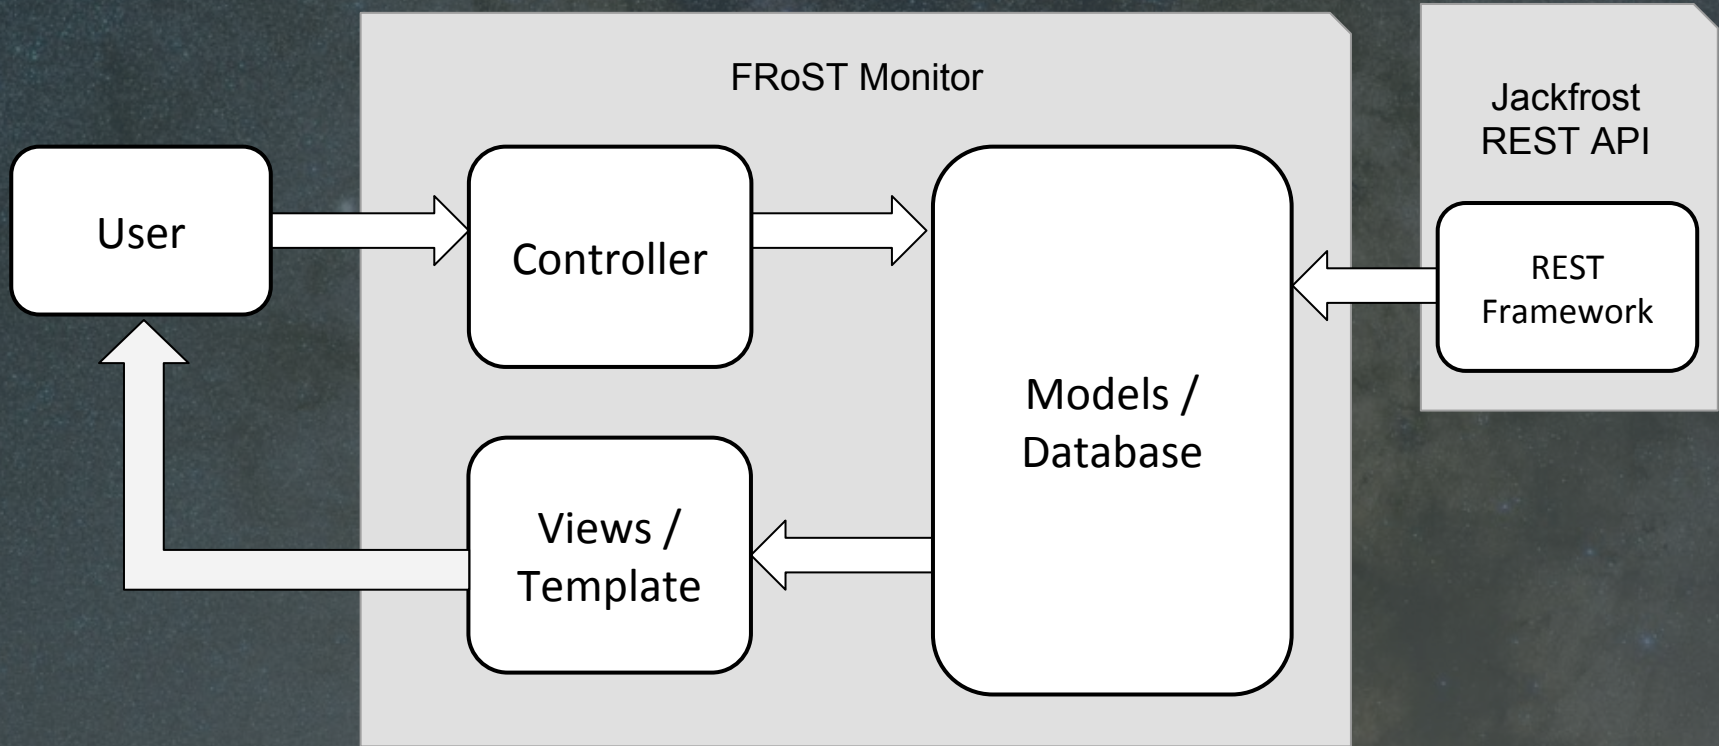 FRoST Monitor
Jackfrost
REST API
User
Controller
REST
Framework
Models /
Database
Views /
Template